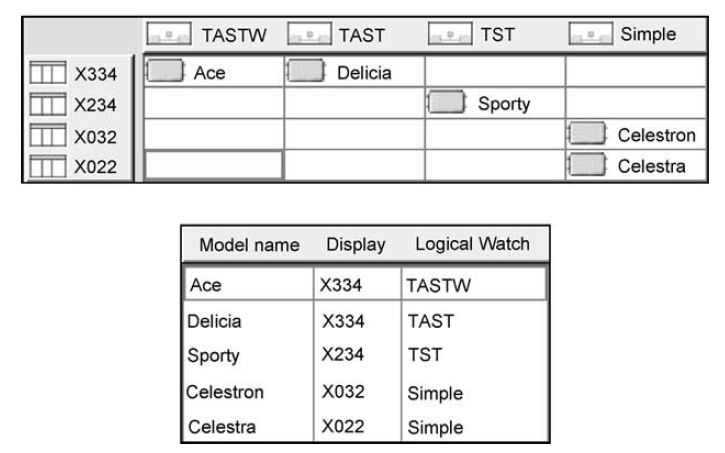 TASTW TAST TST Simple
X334 Ace Delicia
X234 Sporty
X032 Celestron
X022 Celestra
Model name Display Logical Watch
Ace X334 TASTW
Delicia X334 TAST
Sporty X234 TST
Celestron X032 Simple
Celestra X022 Simple